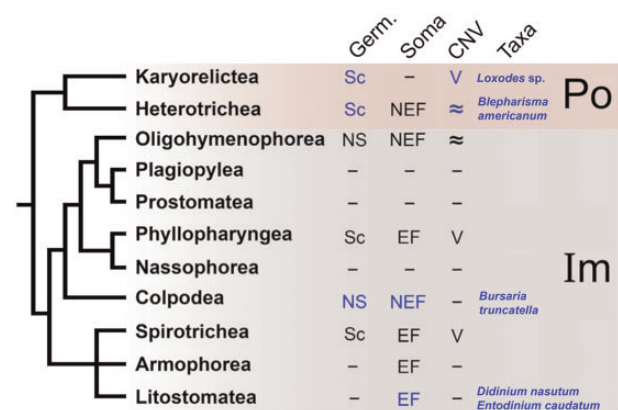 Germ. Soma CNV Taxa
Karyorelictea Sc – V Loxodes sp.
Po
Heterotrichea Sc NEF ≈ Blepharisma
americanum
Oligohymenophorea NS NEF ≈
Plagiopylea – – –
Prostomatea – – –
Phyllopharyngea Sc EF V
Im
Nassophorea – – –
Colpodea NS NEF – Bursaria
truncatella
Spirotrichea Sc EF V
Armophorea – EF –
Litostomatea – EF – Didinium nasutum
Entodinium caudatum